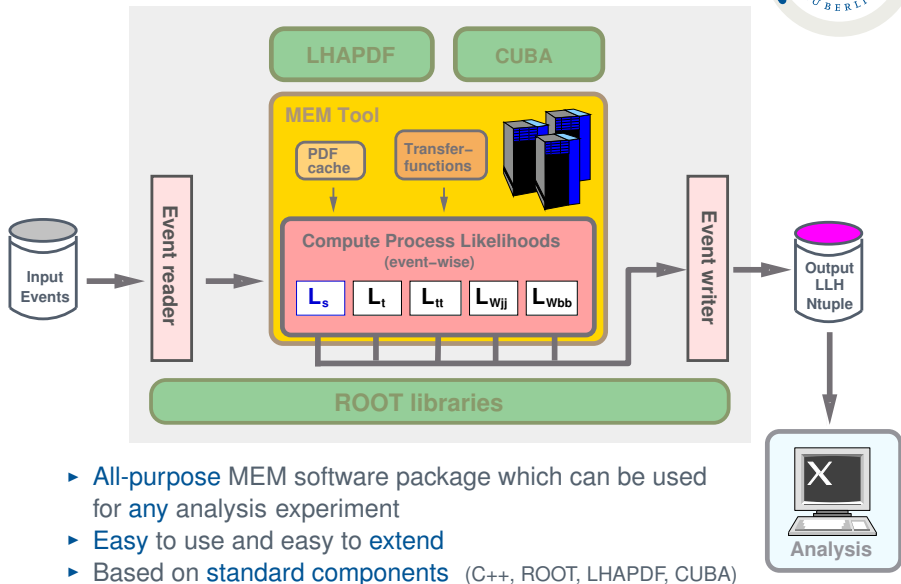 UBERLI
LHAPDF
CUBA
MEM Tool
PDF
cache
Transfer–
functions
Event reader
Compute Process Likelihoods
(event–wise)
Ls
Lt
Ltt
LWjj
LWbb
Input
Events
Event writer
Output
LLH
Ntuple
ROOT libraries
X
Analysis
► All-purpose MEM software package which can be used
for any analysis experiment
► Easy to use and easy to extend
► Based on standard components (C++, ROOT, LHAPDF, CUBA)